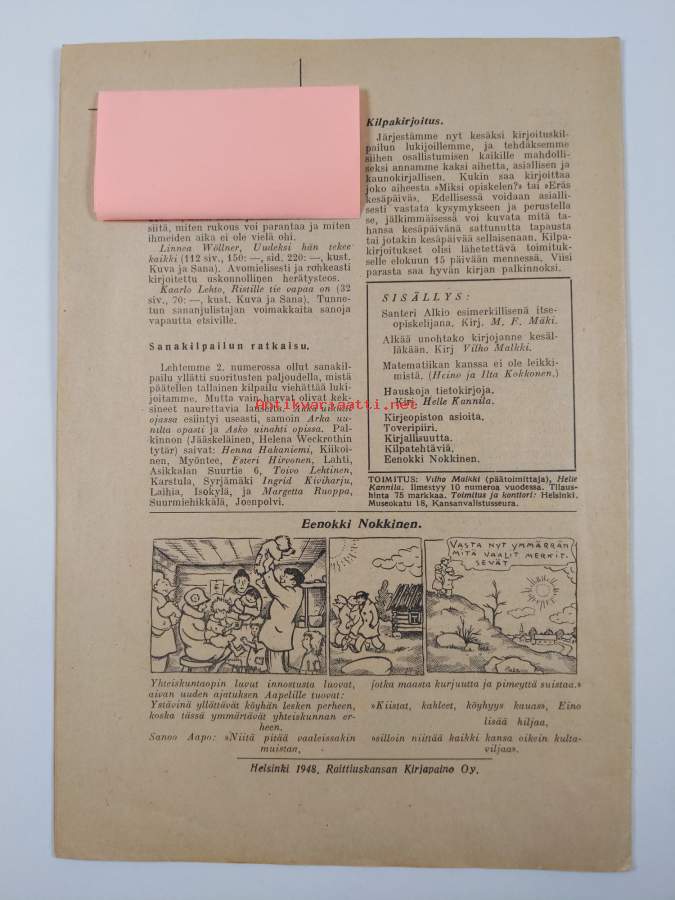 siitä, miten rukous voi parantaa ja miten
ihmeiden aika ei ole vielä ohi.
Linnea Wöllner, Uudeksi hän tekee
kaikki (112 siv., 150: —, sid. 220: —, kust.
Kuva ja Sana). Avomielisesti ja rohkeasti
kirjoitettu uskonnollinen herätysteos.
Kaarlo Lehto, Ristille tie vapaa on (32
siv., 70: —, kust. Kuva ja Sana). Tunne-
tun sananjulistajan voimakkaita sanoja
vapautta etsiville.
Sanakilpailun ratkaisu.
Lehtemme 2. numerossa ollut sanakil-
pailu yllätti suoritusten paljoudella, mistä
päätellen tällainen kilpailu viehättää luki-
joitamme. Mutta vain harvat olivat kek-
sineet naurettavia lauseita.
ojassa esiintyi useasti, samoin Arka uu-
nilta opasti ja Asko uinahti opissa. Pal-
kinnon (Jääskeläinen, Helena Weckrothin
tytär) saivat: Henna Hakaniemi, Kiikoi-
nen, Myöntee, Esteri Hirvonen, Lahti,
Asikkalan Suurtie 6, Toivo Lehtinen,
Karstula, Syrjämäki Ingrid Kiviharju,
Laihia, Isokylä, ja Margetta Ruoppa,
Suurmiehikkälä, Joenpolvi.
Kilpakirjoitus.
Järjestämme nyt kesäksi kirjoituskil-
pailun lukijoillemme, ja tehdäksemme
siihen osallistumisen kaikille mahdolli-
seksi annamme kaksi aihetta, asiallisen ja
kaunokirjallisen. Kukin saa kirjoittaa
joko aiheesta »Miksi opiskelen?» tai »Eräs
kesäpäivä». Edellisessä voidaan asialli-
sesti vastata kysymykseen ja perustella
se, jälkimmäisessä voi kuvata mitä ta-
hansa kesäpäivänä sattunutta tapausta
tai jotakin kesäpäivää sellaisenaan. Kilpa-
kirjoitukset olisi lähetettävä toimituk-
selle elokuun 15 päivään mennessä. Viisi
parasta saa hyvän kirjan palkinnoksi.
SISÄLLYS:
Santeri Alkio esimerkillisenä itse-
opiskelijana. Kirj. M. F. Mäki.
Älkää unohtako kirjojanne kesäl-
läkään. Kirj Vilho Malkki.
Matematiikan kanssa ei ole leikki-
mistä. (Heine ja Ilta Kokkonen.)
Hauskoja tietokirjoja.
Kirj. Helle Kannila.
Kirjeopiston asioita.
Toveripiiri.
Kirjallisuutta.
Kilpatehtäviä,
Eenokki Nokkinen.
TOIMITUS: Vilho Malkki (päätoimittaja), Helle
Kannila. Ilmestyy 10 numeroa vuodessa. Tilaus-
hinta 75 markkaa. Toimitus ja konttori: Helsinki.
Museokatu 18, Kansanvalistusseura.
antikvariaatti.net
Eenokki Nokkinen.
VASTA NYT YMMÄRRÄN
MITÄ VAALIT MERKIT-
SEVÄT
Yhteiskuntaopin luvut innostusta luovat,
aivan uuden ajatuksen Aapelille tuovat:
Ystävinä yllättävät köyhän lesken perheen,
koska tässä ymmärtävät yhteiskunnan er-
heen.
Sanoo Aapo: »Niitä pitää vaaleissakin
muistan,
jotka maasta kurjuutta ja pimeyttä suistaa.»
»Kiistat, kahleet, köyhyys kauas», Eino
lisää hiljaa,
»silloin niittää kaikki kansa oikein kulta-
viljaa».
Helsinki 1948, Raittiuskansan Kirjapaino Oy.